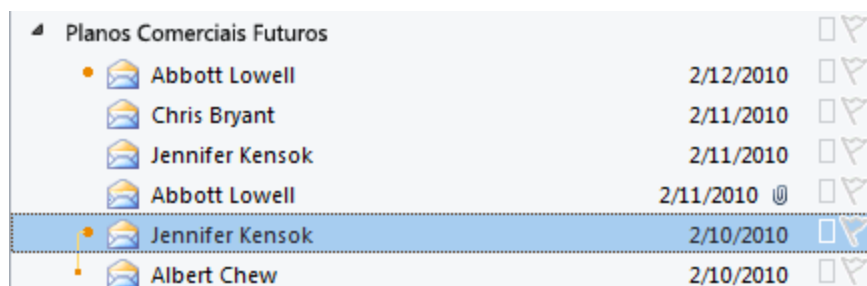 Planos Comerciais Futuros
Abbott Lowell 2/12/2010
Chris Bryant 2/11/2010
Jennifer Kensok 2/11/2010
Abbott Lowell 2/11/2010
Jennifer Kensok 2/10/2010
Albert Chew 2/10/2010